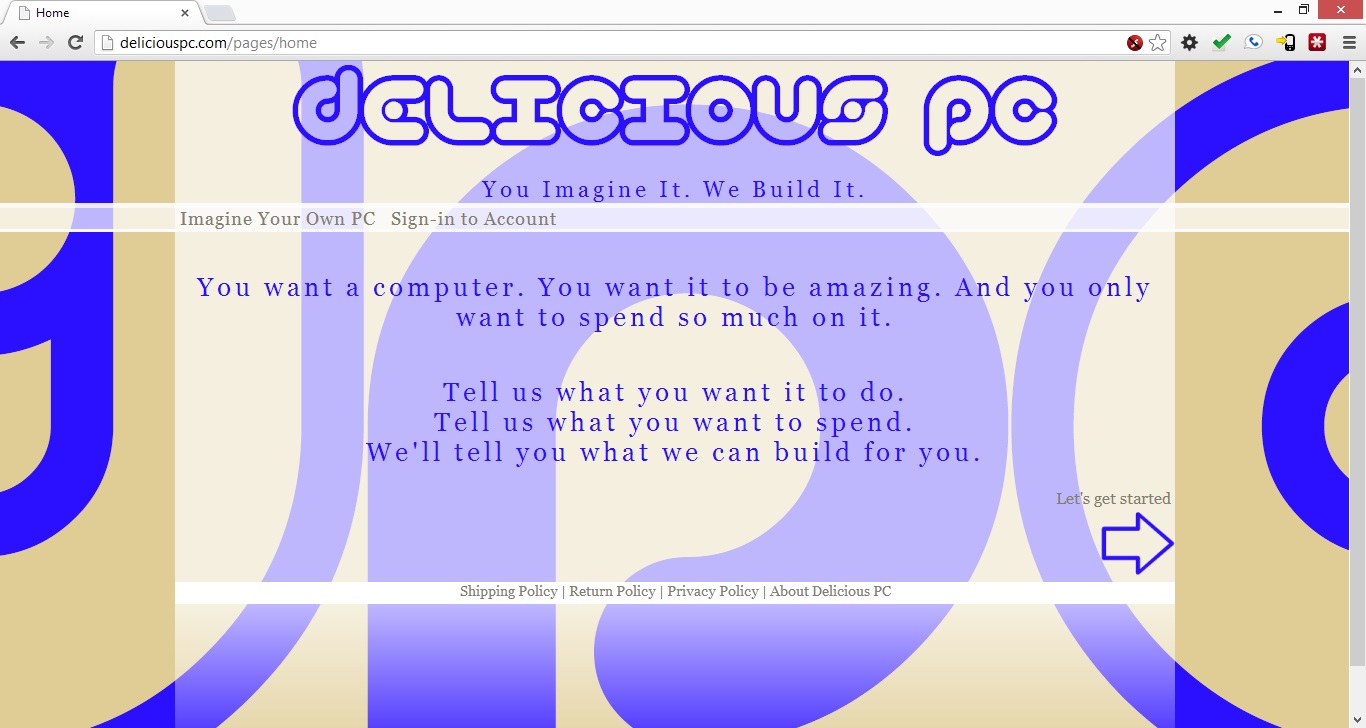 Home
deliciouspc.com/pages/home
delicious pc
You Imagine It. We Build It.
Imagine Your Own PC Sign-in to Account
You want a computer. You want it to be amazing. And you only
want to spend so much on it.
Tell us what you want it to do.
Tell us what you want to spend.
We'll tell you what we can build for you.
Let's get started
Shipping Policy | Return Policy | Privacy Policy | About Delicious PC